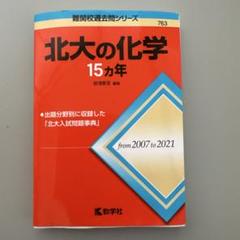 難関校過去問シリーズ
763
北大の化学
15カ年
編著
●出題分野別に収録した
「北大入試問題事典」
from 2007 to 2021
教学社